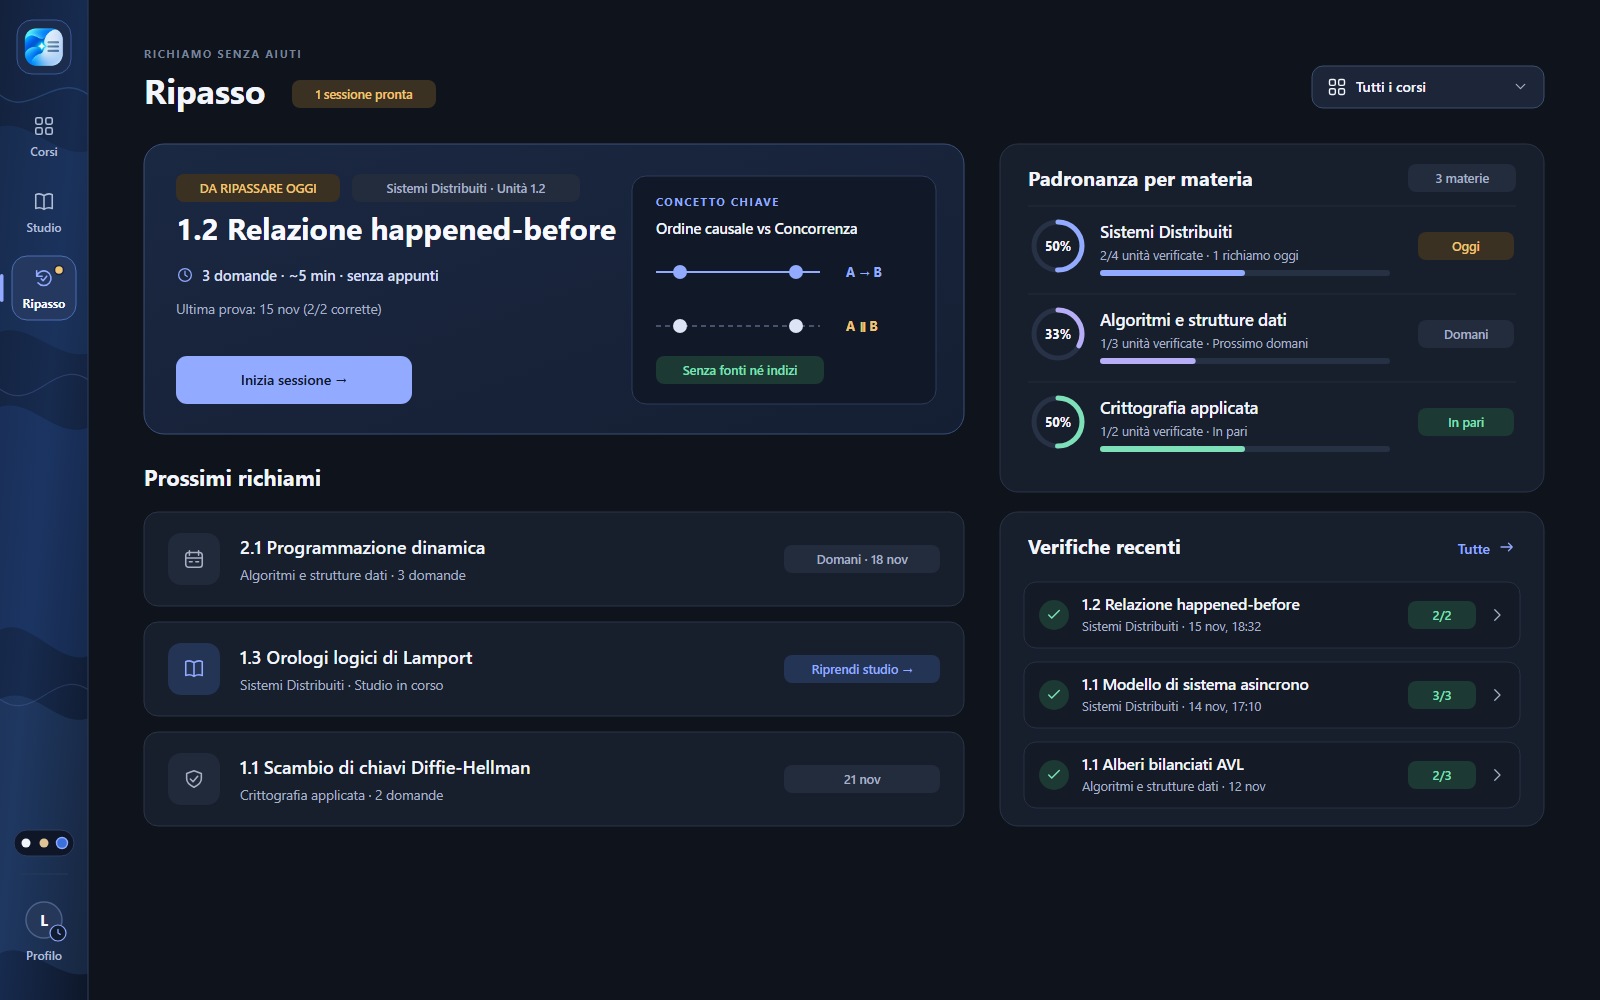 Corsi
Studio
Ripasso
L
Profilo
RICHIAMO SENZA AIUTI
Ripasso
1 sessione pronta
Tutti i corsi
DA RIPASSARE OGGI
Sistemi Distribuiti · Unità 1.2
1.2 Relazione happened-before
3 domande · ~5 min · senza appunti
Ultima prova: 15 nov (2/2 corrette)
Inizia sessione →
CONCETTO CHIAVE
Ordine causale vs Concorrenza
A → B
A ∥ B
Senza fonti né indizi
Prossimi richiami
2.1 Programmazione dinamica
Algoritmi e strutture dati · 3 domande
Domani · 18 nov
1.3 Orologi logici di Lamport
Sistemi Distribuiti · Studio in corso
Riprendi studio →
1.1 Scambio di chiavi Diffie-Hellman
Crittografia applicata · 2 domande
21 nov
Padronanza per materia
3 materie
50%
Sistemi Distribuiti
2/4 unità verificate · 1 richiamo oggi
Oggi
33%
Algoritmi e strutture dati
1/3 unità verificate · Prossimo domani
Domani
50%
Crittografia applicata
1/2 unità verificate · In pari
In pari
Verifiche recenti
Tutte →
1.2 Relazione happened-before
Sistemi Distribuiti · 15 nov, 18:32
2/2
1.1 Modello di sistema asincrono
Sistemi Distribuiti · 14 nov, 17:10
3/3
1.1 Alberi bilanciati AVL
Algoritmi e strutture dati · 12 nov
2/3